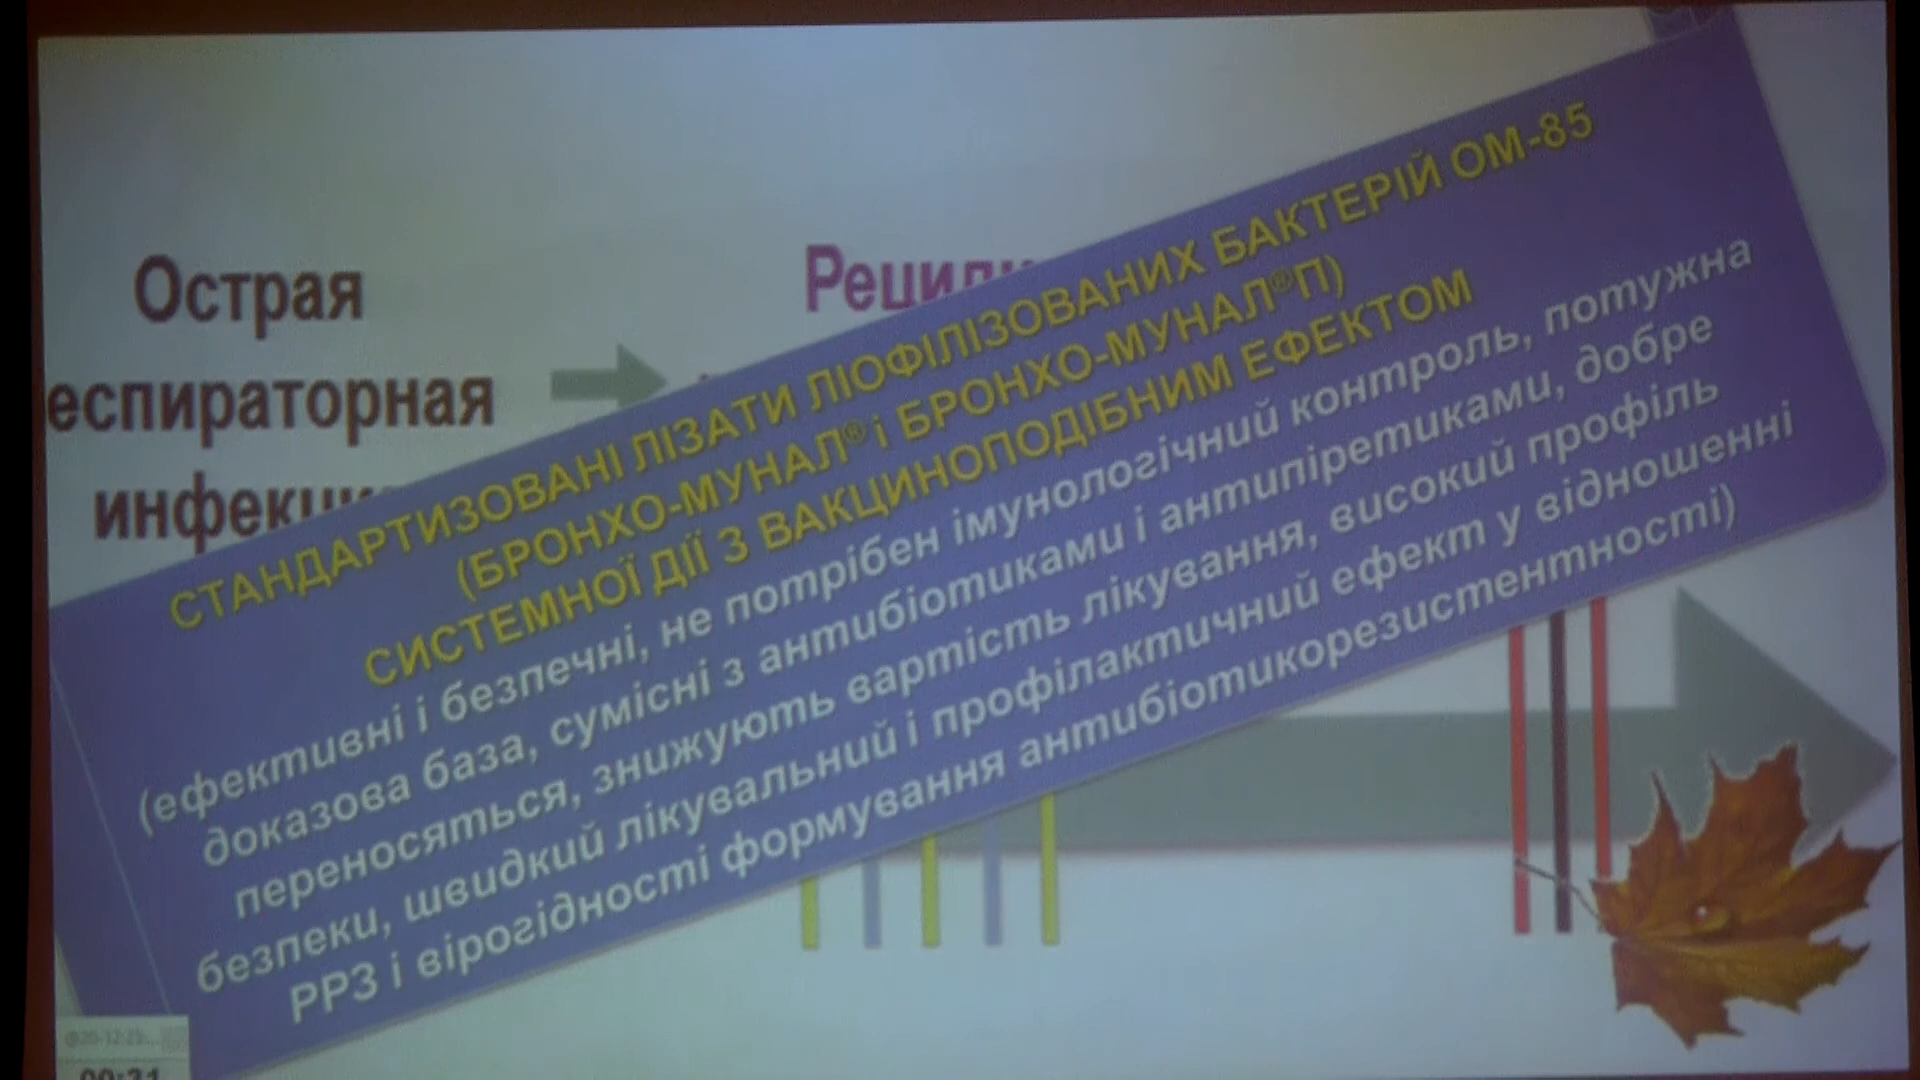 Острая
еспираторная
инфекци
Рецид
СТАНДАРТИЗОВАНІ ЛІЗАТИ ЛІОФІЛІЗОВАНИХ БАКТЕРІЙ ОМ-85
(БРОНХО-МУНАЛ® і БРОНХО-МУНАЛ®П)
СИСТЕМНОЇ ДІЇ З ВАКЦИНОПОДІБНИМ ЕФЕКТОМ
(ефективні і безпечні, не потрібен імунологічний контроль, потужна
доказова база, сумісні з антибіотиками і антипіретиками, добре
переносяться, знижують вартість лікування, високий профіль
безпеки, швидкий лікувальний і профілактичний ефект у відношенні
РРЗ і вірогідності формування антибіотикорезистентності)